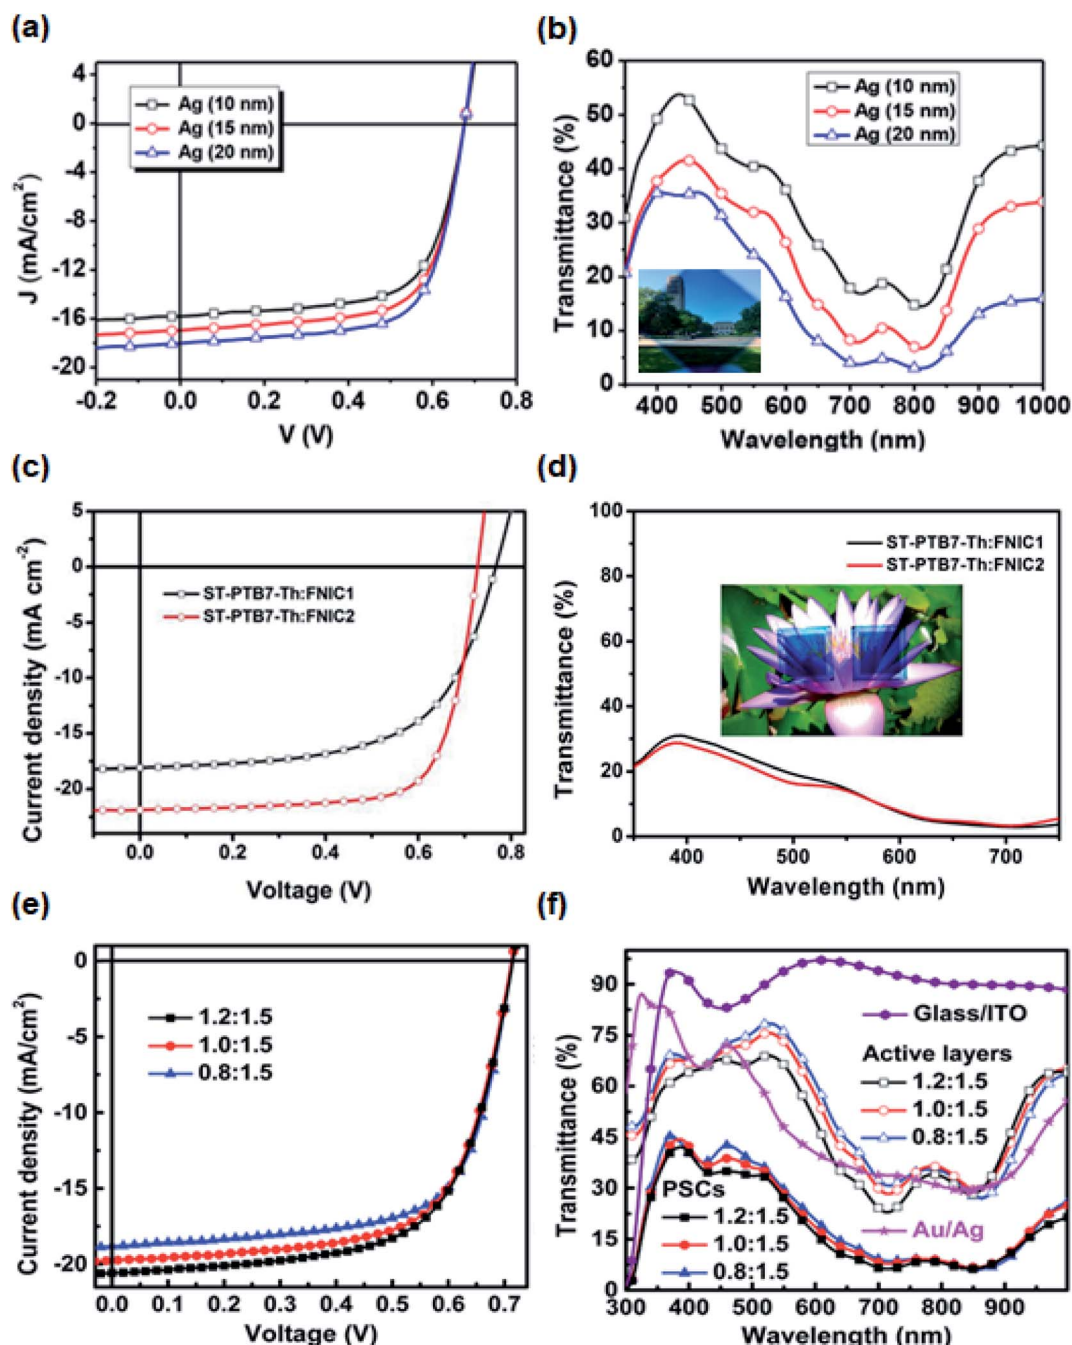 (a)
4
0
-4
-8
-12
-16
-20
J (mA/cm²)
Ag (10 nm)
Ag (15 nm)
Ag (20 nm)
-0.2 0.0 0.2 0.4 0.6 0.8
V (V)
(b)
60
50
40
30
20
10
0
Transmittance (%)
Ag (10 nm)
Ag (15 nm)
Ag (20 nm)
400 500 600 700 800 900 1000
Wavelength (nm)
(c)
5
0
-5
-10
-15
-20
Current density (mA cm⁻²)
ST-PTB7-Th:FNIC1
ST-PTB7-Th:FNIC2
0.0 0.2 0.4 0.6 0.8
Voltage (V)
(d)
100
80
60
40
20
0
Transmittance (%)
ST-PTB7-Th:FNIC1
ST-PTB7-Th:FNIC2
400 500 600 700
Wavelength (nm)
(e)
0
-5
-10
-15
-20
Current density (mA/cm²)
1.2:1.5
1.0:1.5
0.8:1.5
0.0 0.1 0.2 0.3 0.4 0.5 0.6 0.7
Voltage (V)
(f)
90
75
60
45
30
15
0
Transmittance (%)
Glass/ITO
Active layers
1.2:1.5
1.0:1.5
0.8:1.5
PSCs
1.2:1.5
1.0:1.5
0.8:1.5
Au/Ag
300 400 500 600 700 800 900
Wavelength (nm)